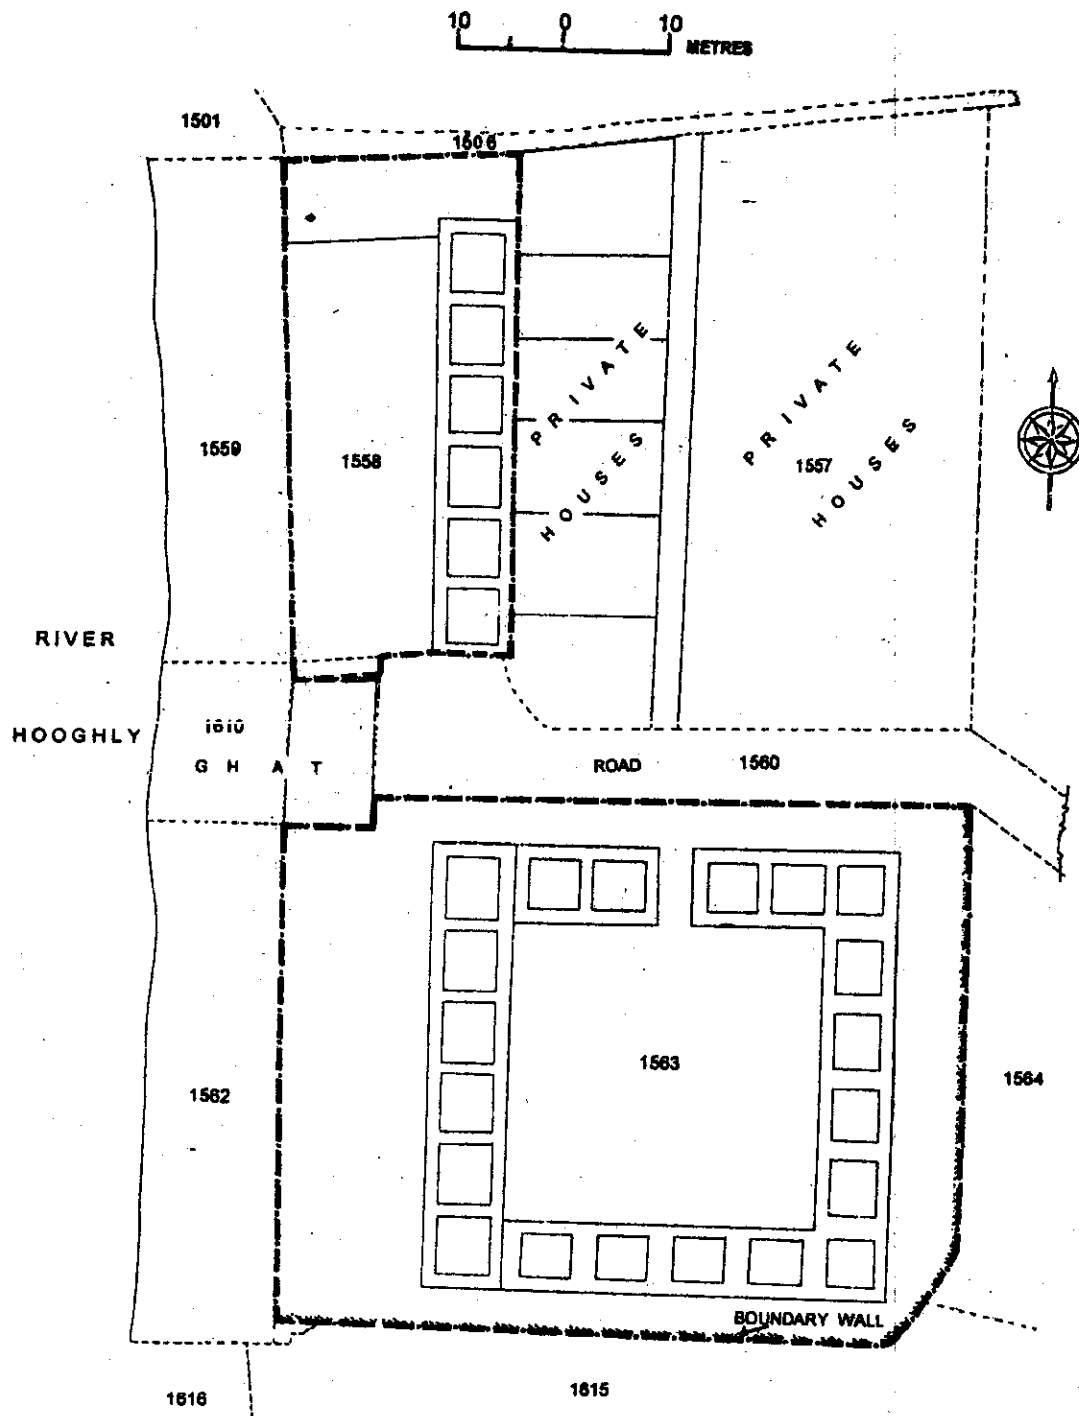 10 0 10
METRES
1501
1506
PRIVATE
HOUSES
PRIVATE
HOUSES
1557
1559
1558
RIVER
HOOGHLY
GHAT
ROAD
1560
1563
1562
1564
BOUNDARY WALL
1615
1616